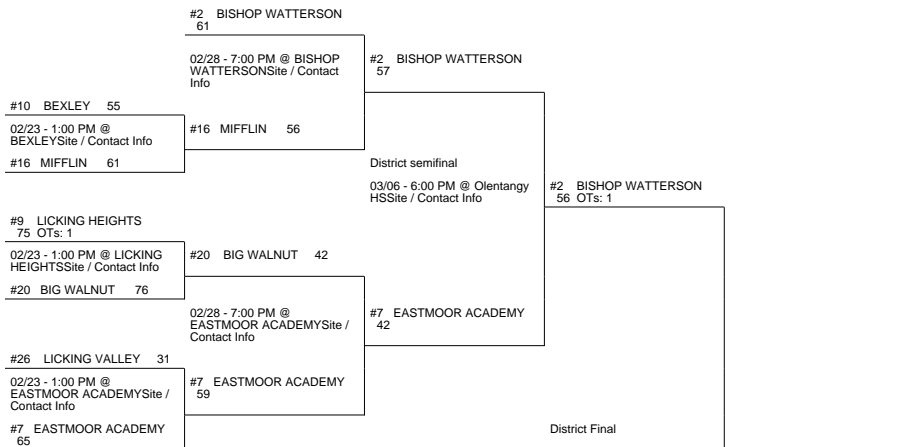 #2 BISHOP WATTERSON
61
02/28 - 7:00 PM @ BISHOP
WATTERSONSite / Contact
Info
#2 BISHOP WATTERSON
57
#10 BEXLEY 55
02/23 - 1:00 PM @
BEXLEYSite / Contact Info
#16 MIFFLIN 56
#16 MIFFLIN 61
District semifinal
03/06 - 6:00 PM @ Olentangy
HSSite / Contact Info
#2 BISHOP WATTERSON
56 OTs: 1
#9 LICKING HEIGHTS
75 OTs: 1
02/23 - 1:00 PM @ LICKING
HEIGHTSSite / Contact Info
#20 BIG WALNUT 42
#20 BIG WALNUT 76
02/28 - 7:00 PM @
EASTMOOR ACADEMYSite /
Contact Info
#7 EASTMOOR ACADEMY
42
#26 LICKING VALLEY 31
02/23 - 1:00 PM @
EASTMOOR ACADEMYSite /
Contact Info
#7 EASTMOOR ACADEMY
59
#7 EASTMOOR ACADEMY
65
District Final